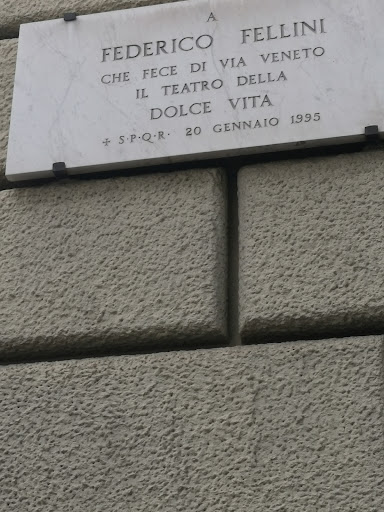 A
FEDERICO FELLINI
CHE FECE DI VIA VENETO
IL TEATRO DELLA
DOLCE VITA
✢ S·P·Q·R· 20 GENNAIO 1995